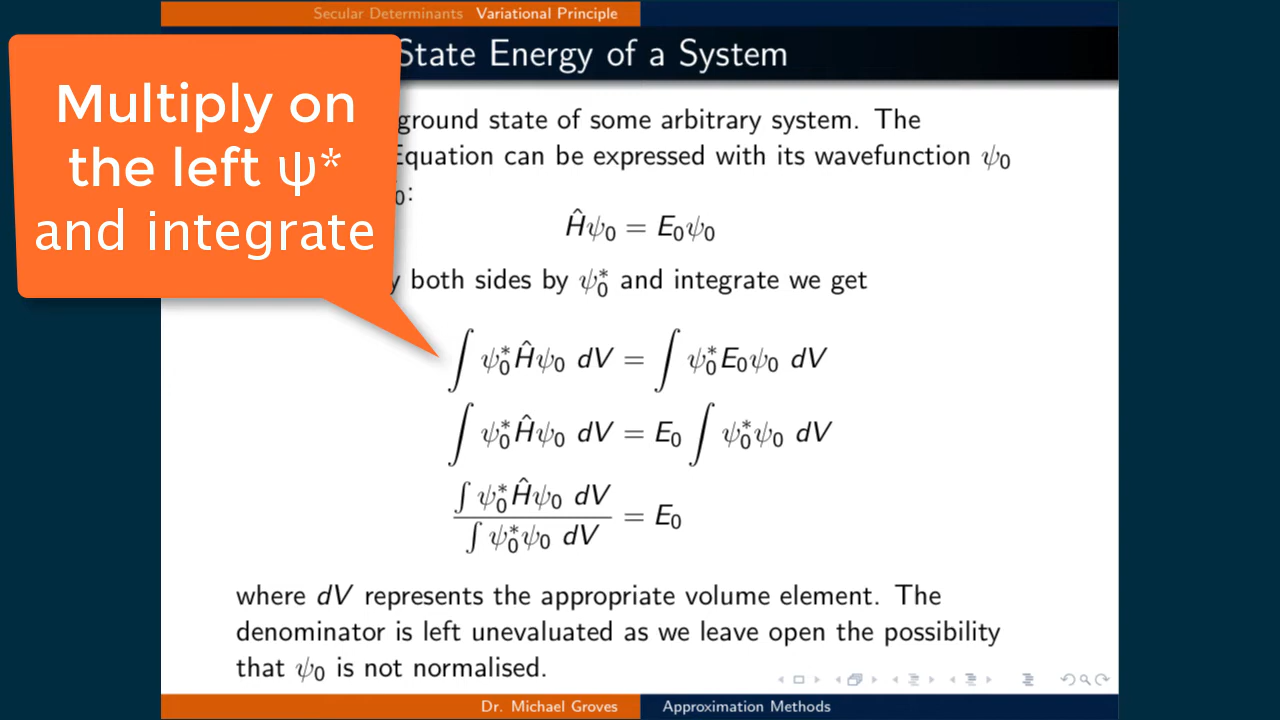 Secular Determinants Variational Principle
State Energy of a System
Multiply on
the left ψ*
and integrate
ground state of some arbitrary system. The
Equation can be expressed with its wavefunction ψ₀
₀:
Ĥψ₀ = E₀ψ₀
y both sides by ψ₀* and integrate we get
∫ ψ₀*Ĥψ₀ dV = ∫ ψ₀*E₀ψ₀ dV
∫ ψ₀*Ĥψ₀ dV = E₀ ∫ ψ₀*ψ₀ dV
∫ ψ₀*Ĥψ₀ dV
∫ ψ₀*ψ₀ dV
= E₀
where dV represents the appropriate volume element. The
denominator is left unevaluated as we leave open the possibility
that ψ₀ is not normalised.
Dr. Michael Groves Approximation Methods